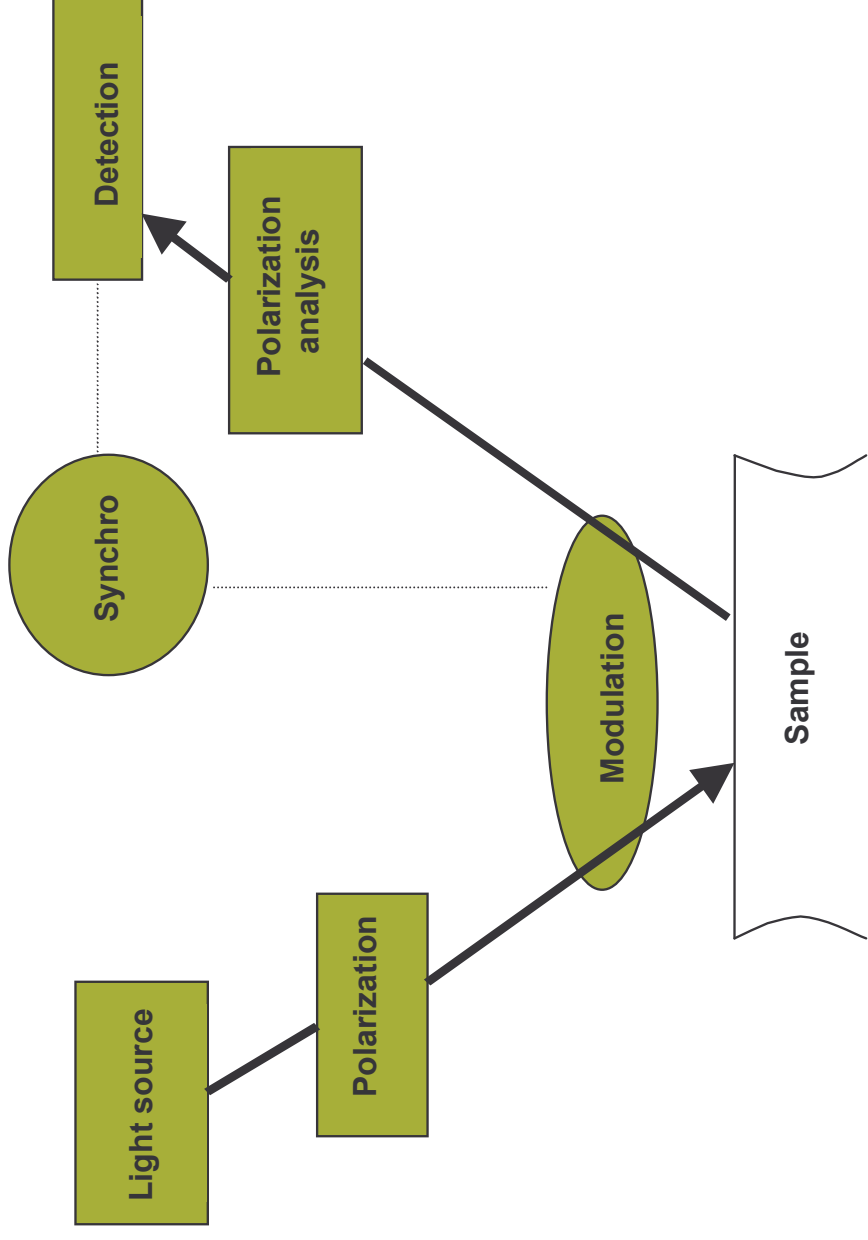 Light source
Polarization
Modulation
Sample
Synchro
Polarization
analysis
Detection